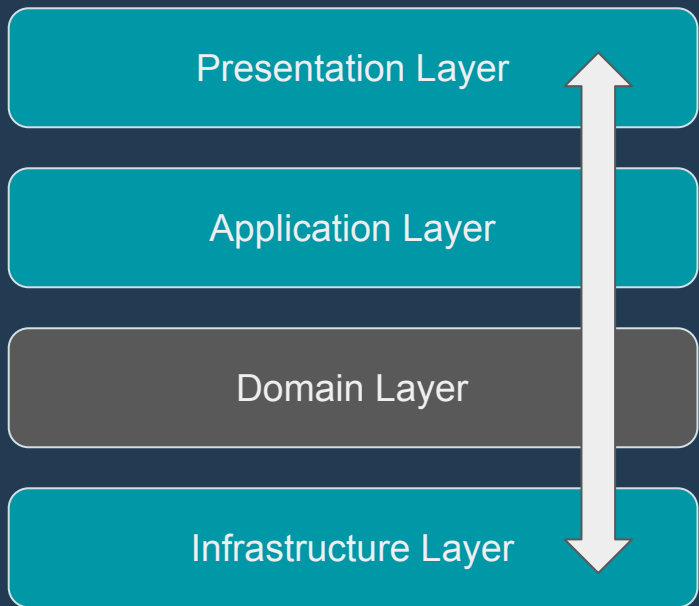 Presentation Layer
Application Layer
Domain Layer
Infrastructure Layer